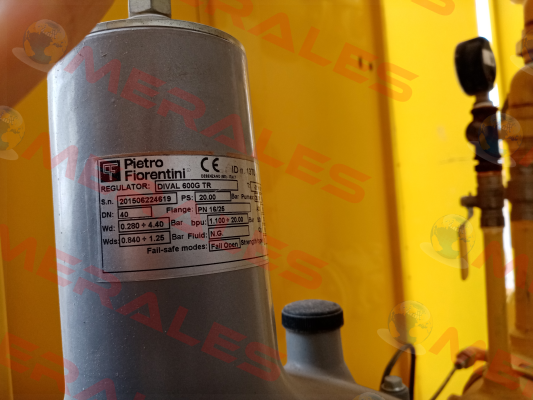 Pietro
Fiorentini
CE
REGULATOR: DIVAL 600G TR
S.n. 201506224619 PS: 20.00 Bar
DN: 40 Flange: PN 16/25
Wd: 0.280 ÷ 4.40 Bar bpu: 1.100 ÷ 20.00
Wds: 0.840 ÷ 1.25 Bar Fluid: N.G.
Fail-safe modes: Fail Open
MERALES